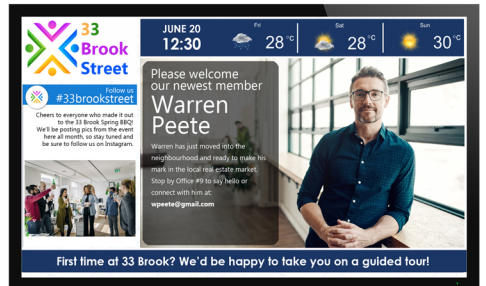 33
Brook
Street
JUNE 20
12:30
Fri
28°C
Sat
28°C
Sun
30°C
Follow us
#33brookstreet
Cheers to everyone who made it out
to the 33 Brook Spring BBQ!
We'll be posting pics from the event
here all month, so stay tuned and
be sure to follow us on Instagram.
Please welcome
our newest member
Warren
Peete
Warren has just moved into the
neighbourhood and ready to make his
mark in the local real estate market.
Stop by Office #9 to say hello or
connect with him at:
wpeete@gmail.com
First time at 33 Brook? We'd be happy to take you on a guided tour!